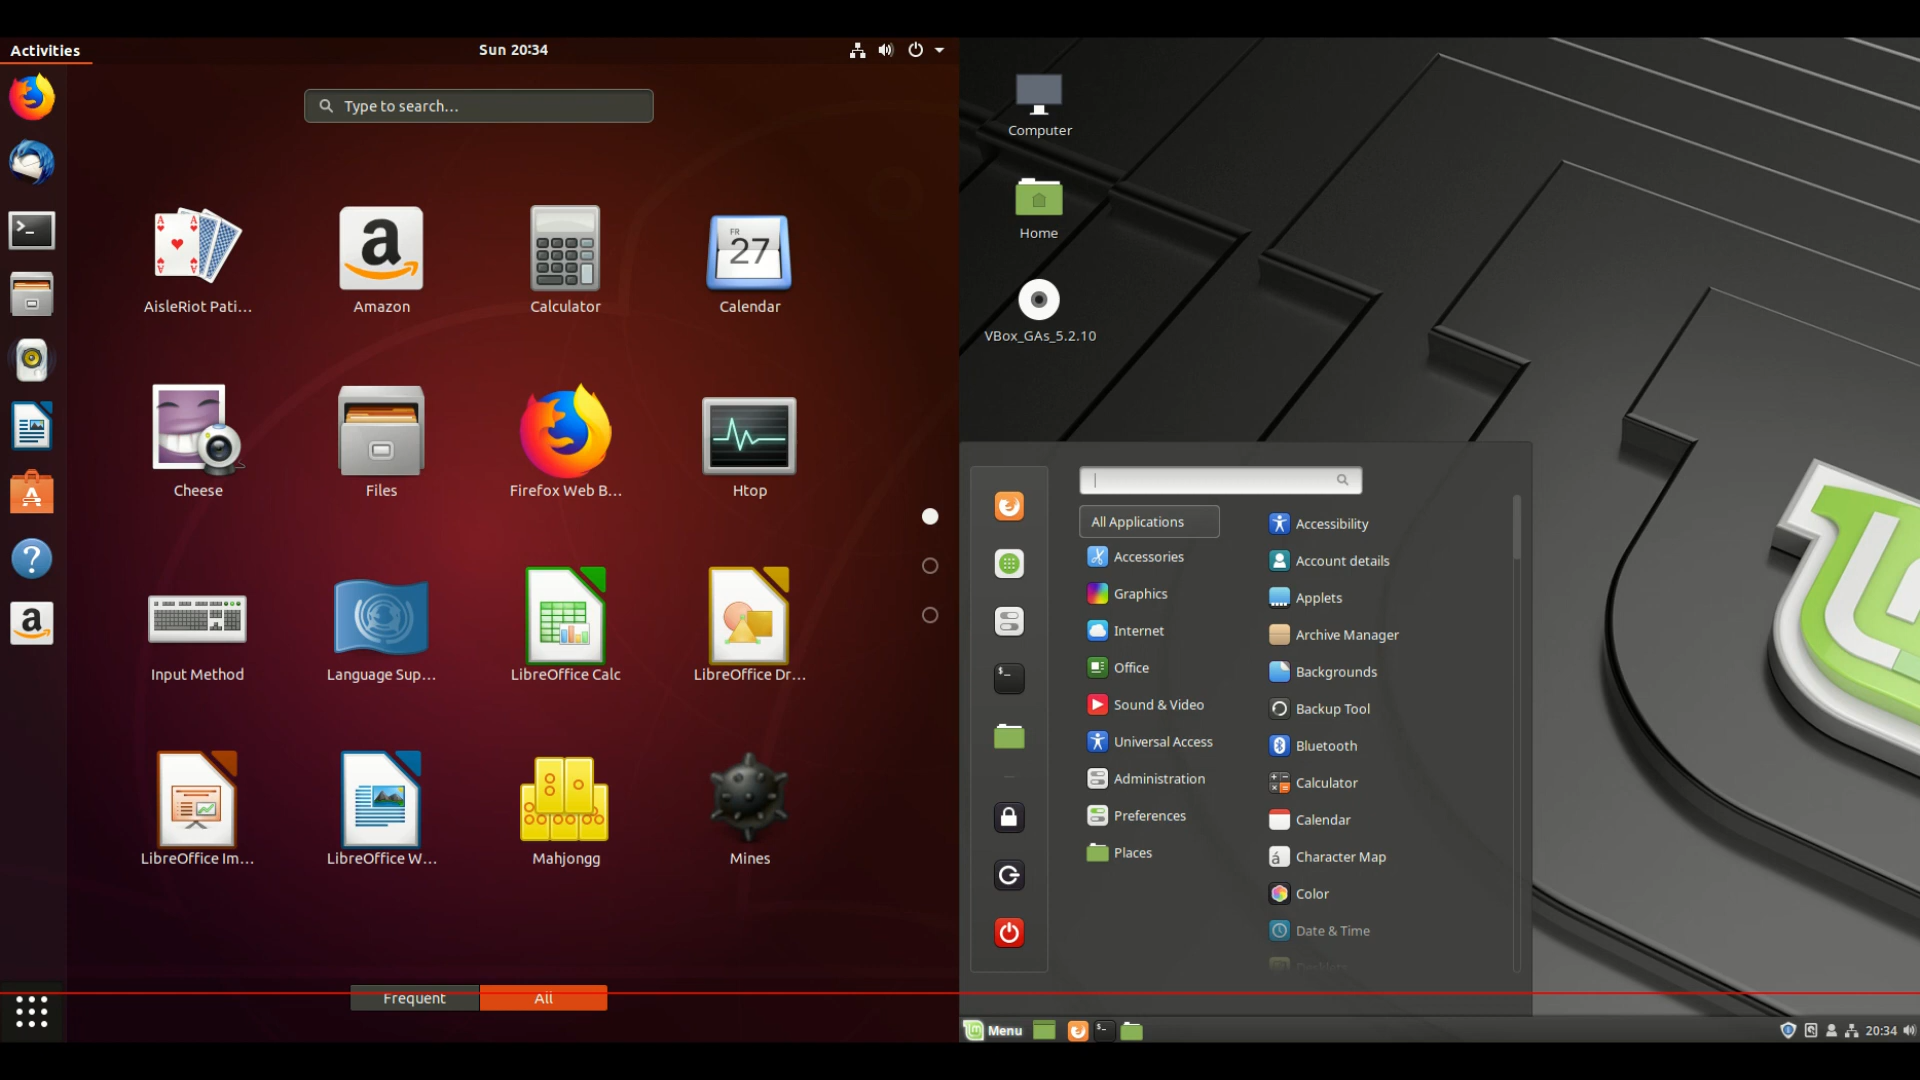 Activities
Sun 20:34
Type to search...
AisleRiot Pati...
Amazon
Calculator
FR
27
Calendar
Cheese
Files
Firefox Web B...
Htop
Input Method
Language Sup...
LibreOffice Calc
LibreOffice Dr...
LibreOffice Im...
LibreOffice W...
Mahjongg
Mines
Frequent
All
Computer
Home
VBox_GAs_5.2.10
All Applications
Accessories
Graphics
Internet
Office
Sound & Video
Universal Access
Administration
Preferences
Places
Accessibility
Account details
Applets
Archive Manager
Backgrounds
Backup Tool
Bluetooth
Calculator
Calendar
Character Map
Color
Date & Time
Menu
20:34